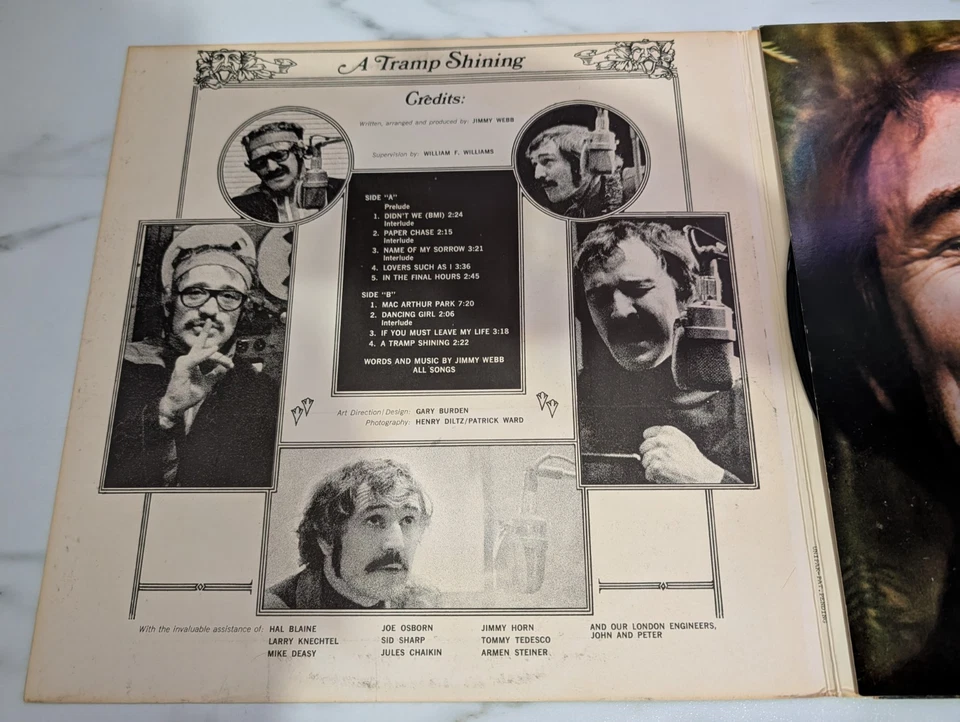 A Tramp Shining
Credits:
Written, arranged and produced by: JIMMY WEBB
Supervision by: WILLIAM F. WILLIAMS
SIDE "A"
Prelude
1. DIDN'T WE (BMI) 2:24
Interlude
2. PAPER CHASE 2:15
Interlude
3. NAME OF MY SORROW 3:21
Interlude
4. LOVERS SUCH AS I 3:36
5. IN THE FINAL HOURS 2:45
SIDE "B"
1. MAC ARTHUR PARK 7:20
2. DANCING GIRL 2:06
Interlude
3. IF YOU MUST LEAVE MY LIFE 3:18
4. A TRAMP SHINING 2:22
WORDS AND MUSIC BY JIMMY WEBB
ALL SONGS
Art Direction/Design: GARY BURDEN
Photography: HENRY DILTZ/PATRICK WARD
With the invaluable assistance of: HAL BLAINE
LARRY KNECHTEL
MIKE DEASY
JOE OSBORN
SID SHARP
JULES CHAIKIN
JIMMY HORN
TOMMY TEDESCO
ARMEN STEINER
AND OUR LONDON ENGINEERS,
JOHN AND PETER